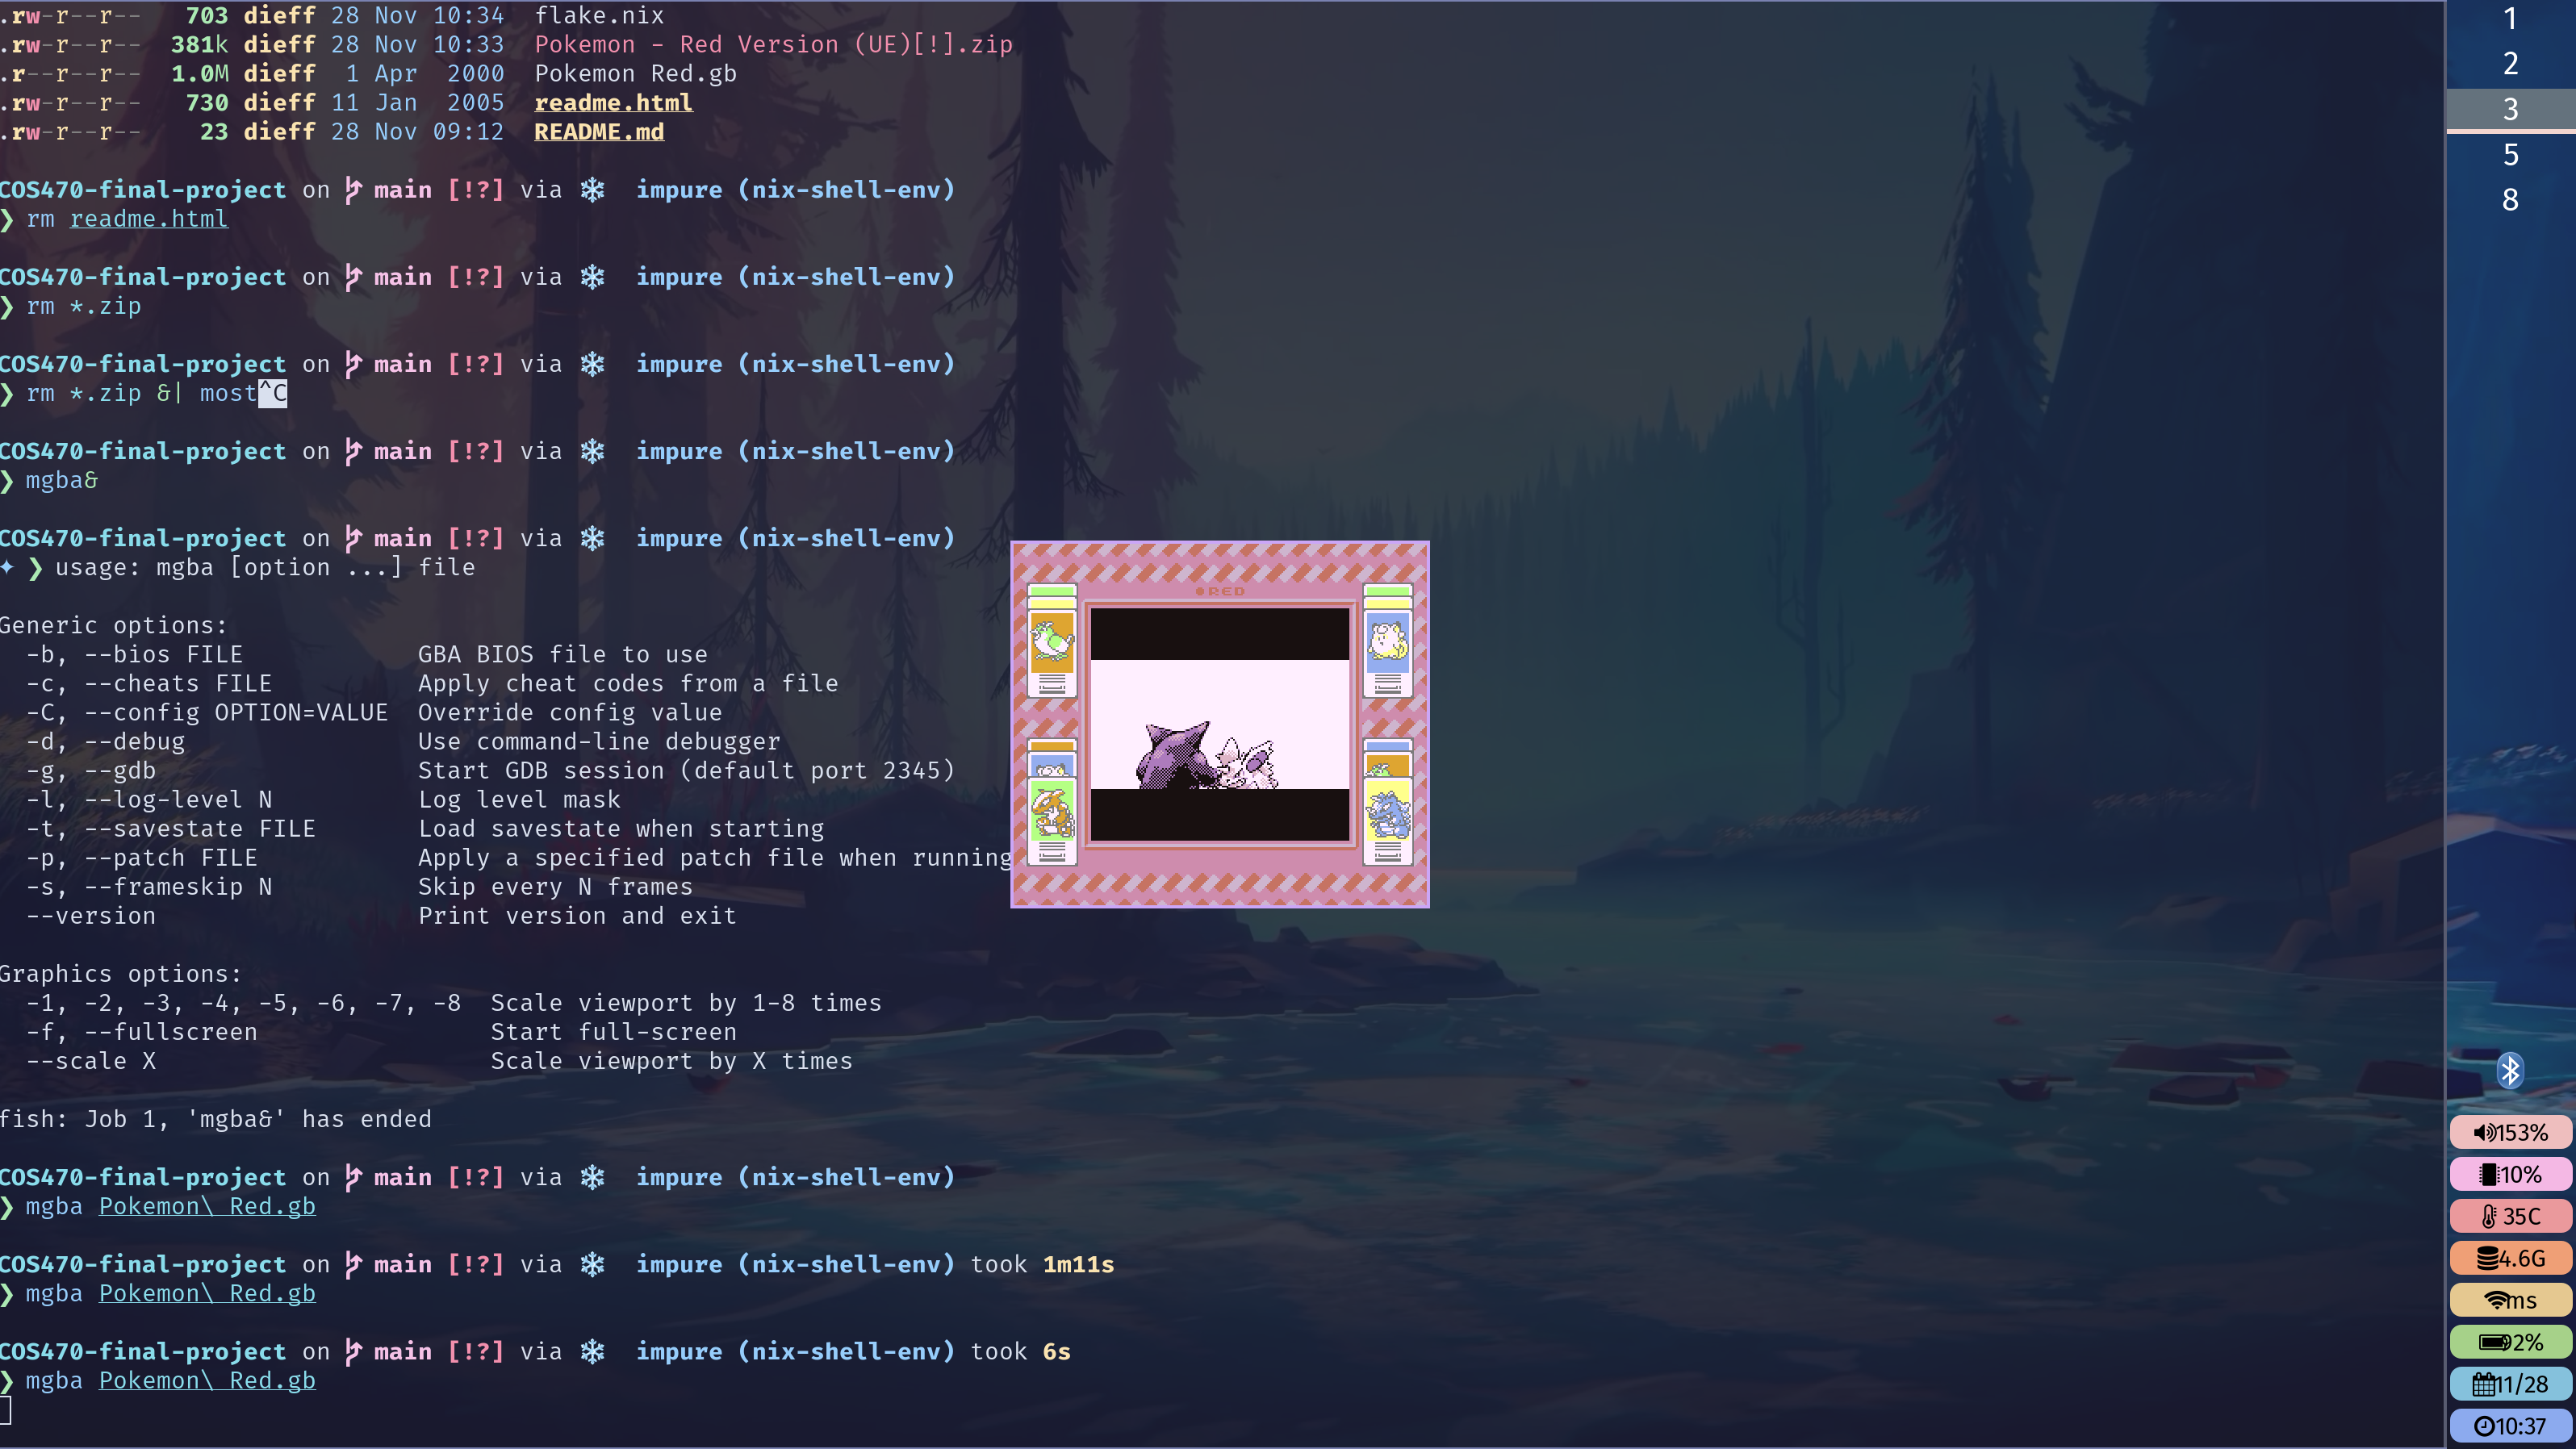 .rw-r--r-- 703 dieff 28 Nov 10:34 flake.nix
.rw-r--r-- 381k dieff 28 Nov 10:33 Pokemon - Red Version (UE)[!].zip
.r--r--r-- 1.0M dieff 1 Apr 2000 Pokemon Red.gb
.rw-r--r-- 730 dieff 11 Jan 2005 readme.html
.rw-r--r-- 23 dieff 28 Nov 09:12 README.md
COS470-final-project on main [!?] via ❄ impure (nix-shell-env)
❯ rm readme.html
COS470-final-project on main [!?] via ❄ impure (nix-shell-env)
❯ rm *.zip
COS470-final-project on main [!?] via ❄ impure (nix-shell-env)
❯ rm *.zip &| most^C
COS470-final-project on main [!?] via ❄ impure (nix-shell-env)
❯ mgba&
COS470-final-project on main [!?] via ❄ impure (nix-shell-env)
✦ ❯ usage: mgba [option ...] file
Generic options:
-b, --bios FILE GBA BIOS file to use
-c, --cheats FILE Apply cheat codes from a file
-C, --config OPTION=VALUE Override config value
-d, --debug Use command-line debugger
-g, --gdb Start GDB session (default port 2345)
-l, --log-level N Log level mask
-t, --savestate FILE Load savestate when starting
-p, --patch FILE Apply a specified patch file when running
-s, --frameskip N Skip every N frames
--version Print version and exit
Graphics options:
-1, -2, -3, -4, -5, -6, -7, -8 Scale viewport by 1-8 times
-f, --fullscreen Start full-screen
--scale X Scale viewport by X times
fish: Job 1, 'mgba&' has ended
COS470-final-project on main [!?] via ❄ impure (nix-shell-env)
❯ mgba Pokemon\ Red.gb
COS470-final-project on main [!?] via ❄ impure (nix-shell-env) took 1m11s
❯ mgba Pokemon\ Red.gb
COS470-final-project on main [!?] via ❄ impure (nix-shell-env) took 6s
❯ mgba Pokemon\ Red.gb
RED
1
2
3
5
8
153%
10%
35C
4.6G
ms
92%
11/28
10:37